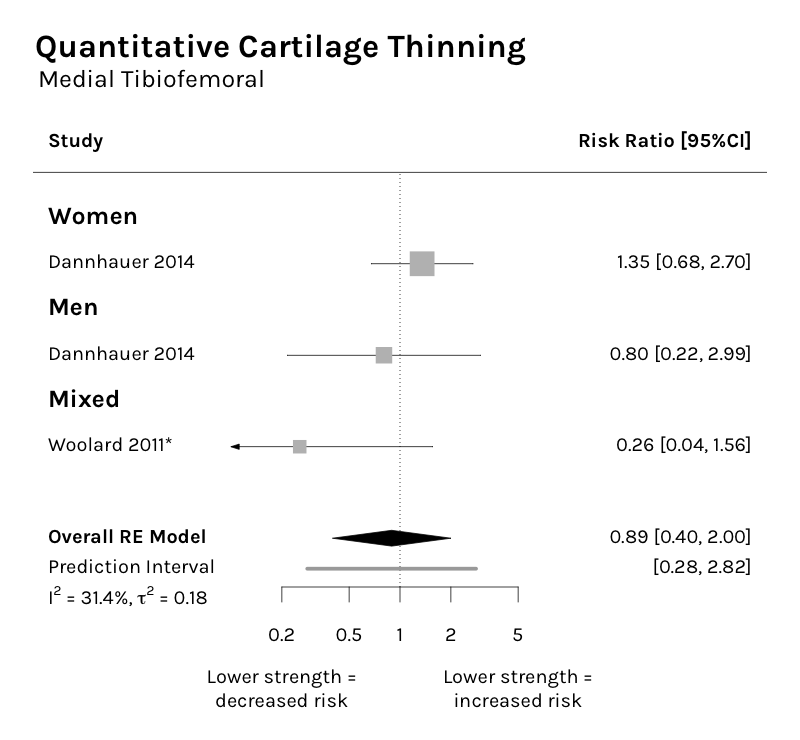 Quantitative Cartilage Thinning
Medial Tibiofemoral
Study Risk Ratio [95%CI]
Women
Dannhauer 2014 1.35 [0.68, 2.70]
Men
Dannhauer 2014 0.80 [0.22, 2.99]
Mixed
Woolard 2011* 0.26 [0.04, 1.56]
Overall RE Model 0.89 [0.40, 2.00]
Prediction Interval [0.28, 2.82]
I² = 31.4%, τ² = 0.18
0.2 0.5 1 2 5
Lower strength = Lower strength =
decreased risk increased risk